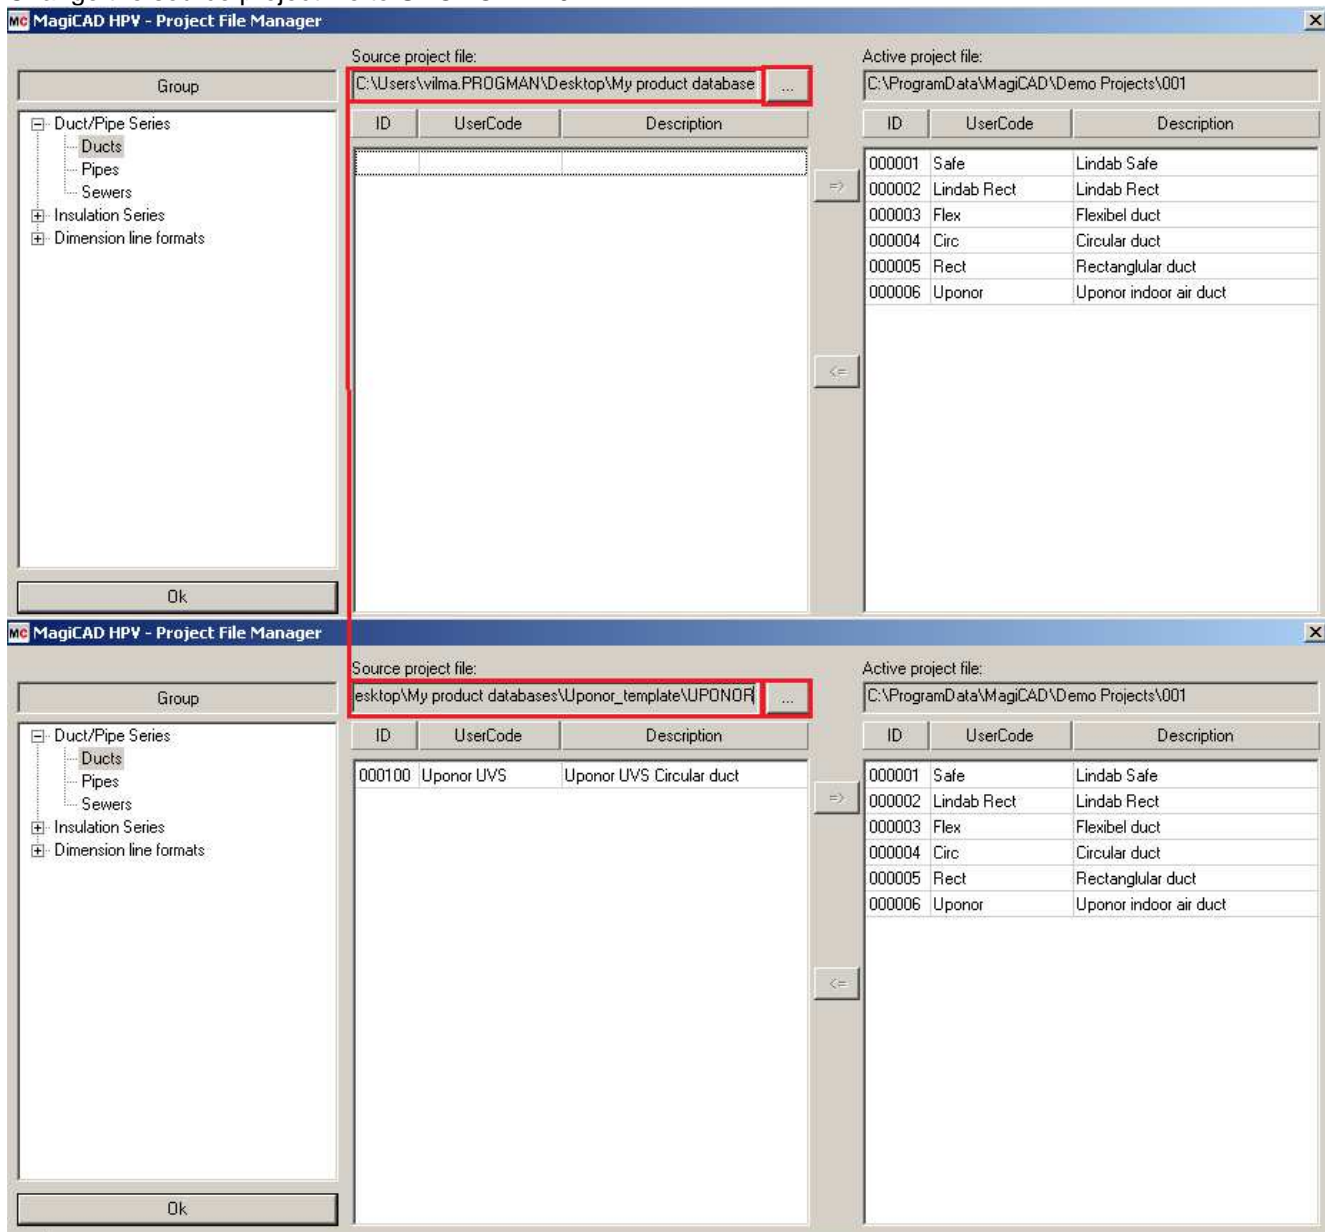 MC MagiCAD HPV - Project File Manager
Source project file:
Active project file:
Group
C:\Users\vilma.PROGMAN\Desktop\My product database
...
C:\ProgramData\MagiCAD\Demo Projects\001
Duct/Pipe Series
Ducts
Pipes
Sewers
Insulation Series
Dimension line formats
Ok
ID UserCode Description
=>
<=
ID UserCode Description
000001 Safe Lindab Safe
000002 Lindab Rect Lindab Rect
000003 Flex Flexibel duct
000004 Circ Circular duct
000005 Rect Rectanglular duct
000006 Uponor Uponor indoor air duct
MC MagiCAD HPV - Project File Manager
Source project file:
Active project file:
Group
esktop\My product databases\Uponor_template\UPONOR
...
C:\ProgramData\MagiCAD\Demo Projects\001
Duct/Pipe Series
Ducts
Pipes
Sewers
Insulation Series
Dimension line formats
Ok
ID UserCode Description
000100 Uponor UVS Uponor UVS Circular duct
=>
<=
ID UserCode Description
000001 Safe Lindab Safe
000002 Lindab Rect Lindab Rect
000003 Flex Flexibel duct
000004 Circ Circular duct
000005 Rect Rectanglular duct
000006 Uponor Uponor indoor air duct